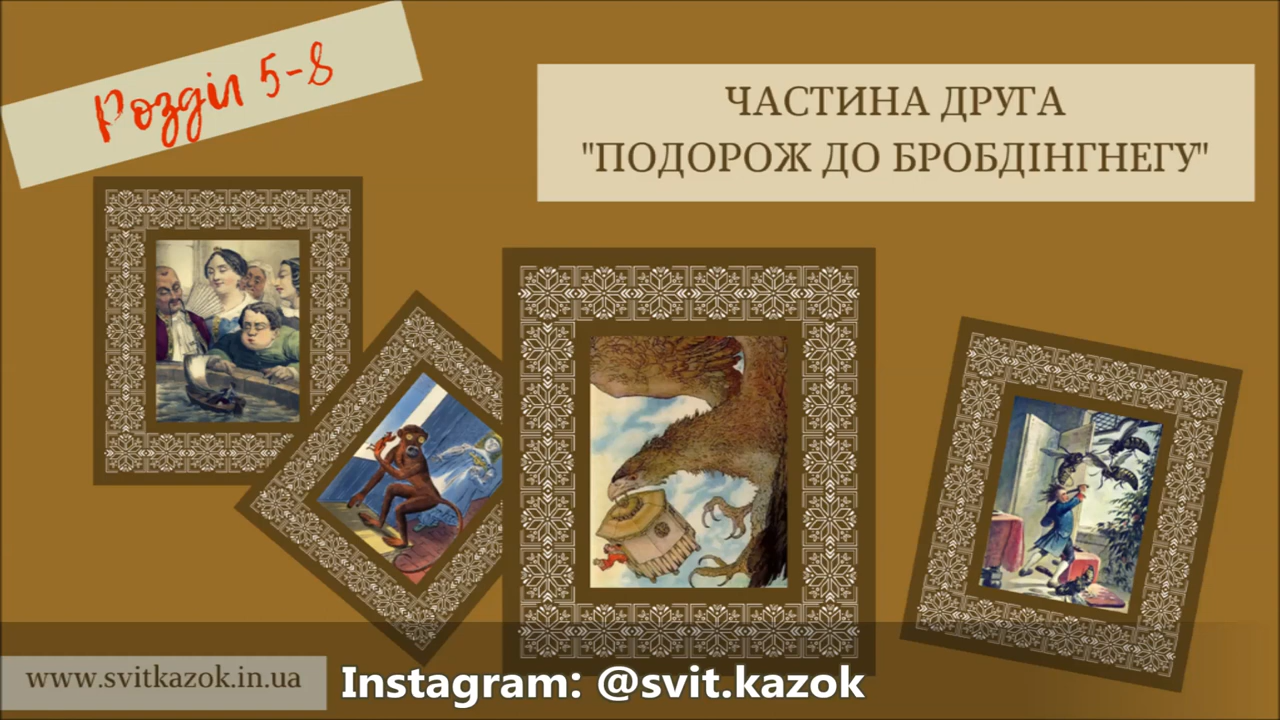 Розділ 5-8
ЧАСТИНА ДРУГА
"ПОДОРОЖ ДО БРОБДІНГНЕГУ"
www.svitkazok.in.ua
Instagram: @svit.kazok